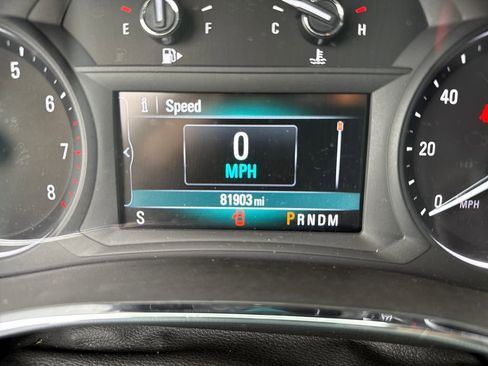 E F C H
5
6
7
8
i Speed
0
MPH
81903 mi
S PRNDM
40
20
0
MPH